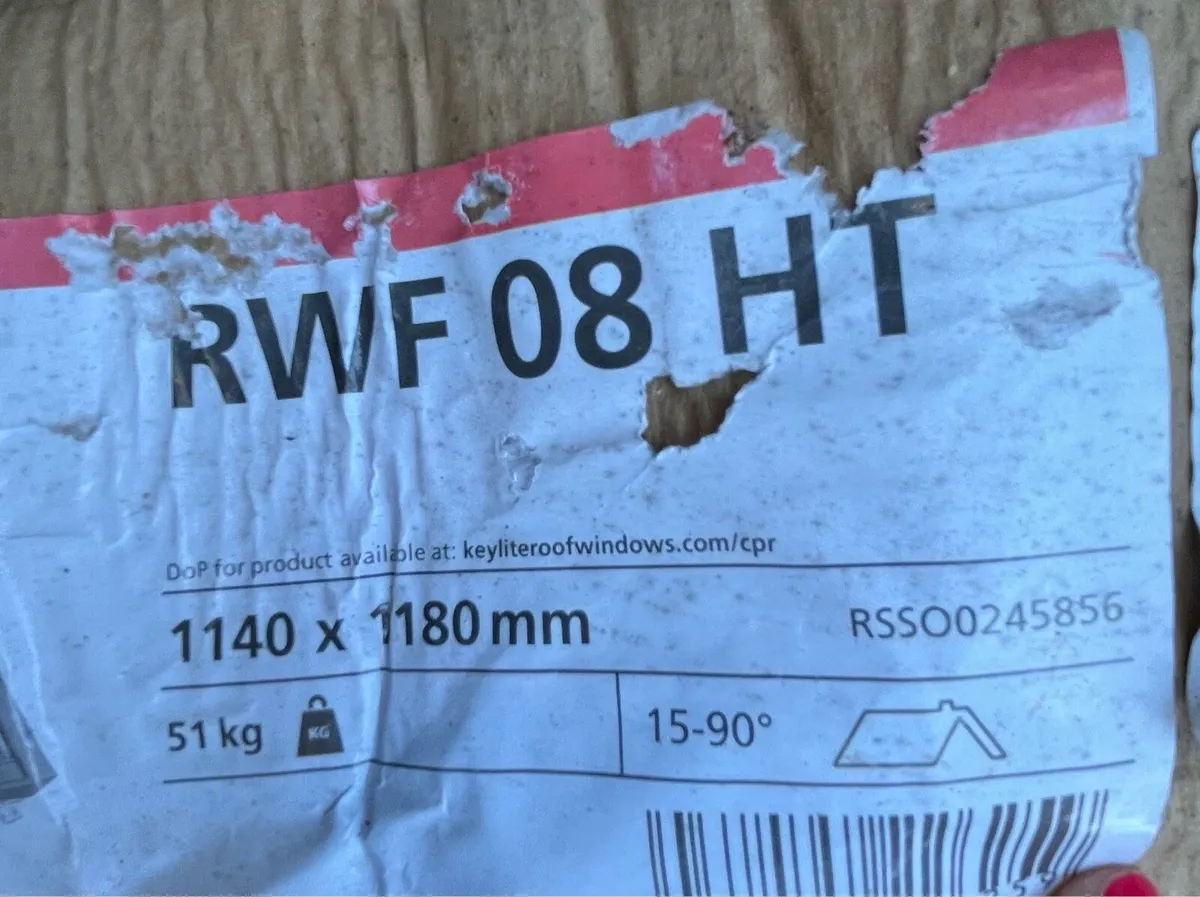 RWF 08 HT
DoP for product available at: keyliteroofwindows.com/cpr
1140 x 1180 mm RSSO0245856
51 kg KG 15-90°